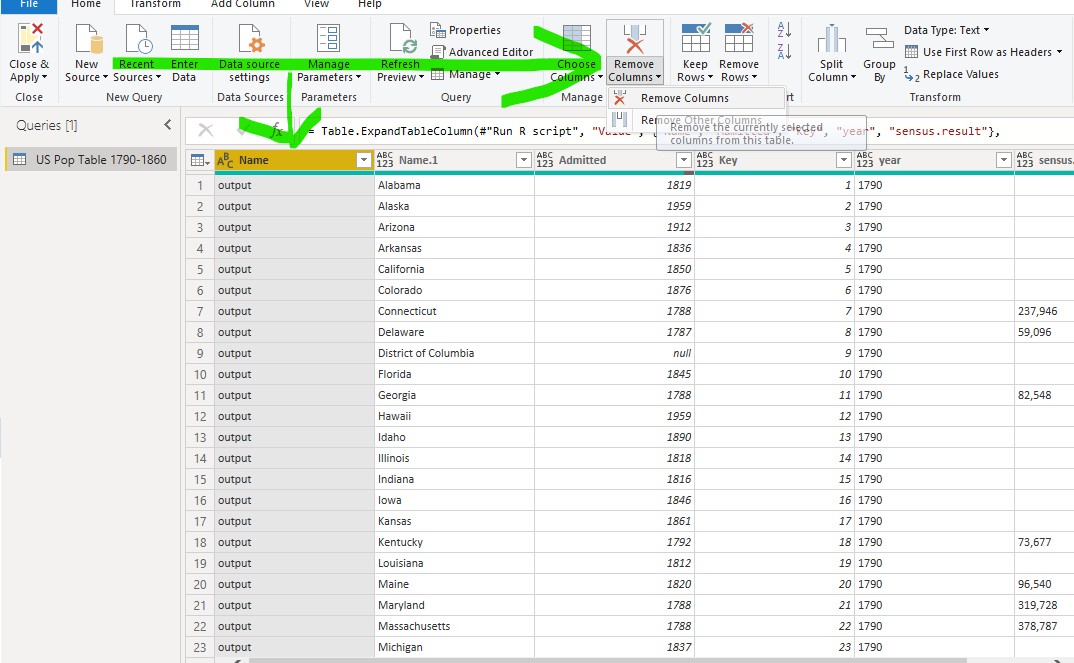 File Home Transform Add Column View Help
Close & Apply New Source Recent Sources Enter Data Data source settings Manage Parameters Refresh Preview Properties Advanced Editor Manage Choose Columns Remove Columns Keep Rows Remove Rows Split Column Group By Data Type: Text Use First Row as Headers Replace Values
Close New Query Data Sources Parameters Query Manage rt Transform
Remove Columns
Remove Other Columns
Remove the currently selected
columns from this table.
Queries [1]
US Pop Table 1790-1860
fx = Table.ExpandTableColumn(#"Run R script", "Value", "Key", "year", "sensus.result"},
Name Name.1 Admitted Key year sensus.
1 output Alabama 1819 1 1790
2 output Alaska 1959 2 1790
3 output Arizona 1912 3 1790
4 output Arkansas 1836 4 1790
5 output California 1850 5 1790
6 output Colorado 1876 6 1790
7 output Connecticut 1788 7 1790 237,946
8 output Delaware 1787 8 1790 59,096
9 output District of Columbia null 9 1790
10 output Florida 1845 10 1790
11 output Georgia 1788 11 1790 82,548
12 output Hawaii 1959 12 1790
13 output Idaho 1890 13 1790
14 output Illinois 1818 14 1790
15 output Indiana 1816 15 1790
16 output Iowa 1846 16 1790
17 output Kansas 1861 17 1790
18 output Kentucky 1792 18 1790 73,677
19 output Louisiana 1812 19 1790
20 output Maine 1820 20 1790 96,540
21 output Maryland 1788 21 1790 319,728
22 output Massachusetts 1788 22 1790 378,787
23 output Michigan 1837 23 1790